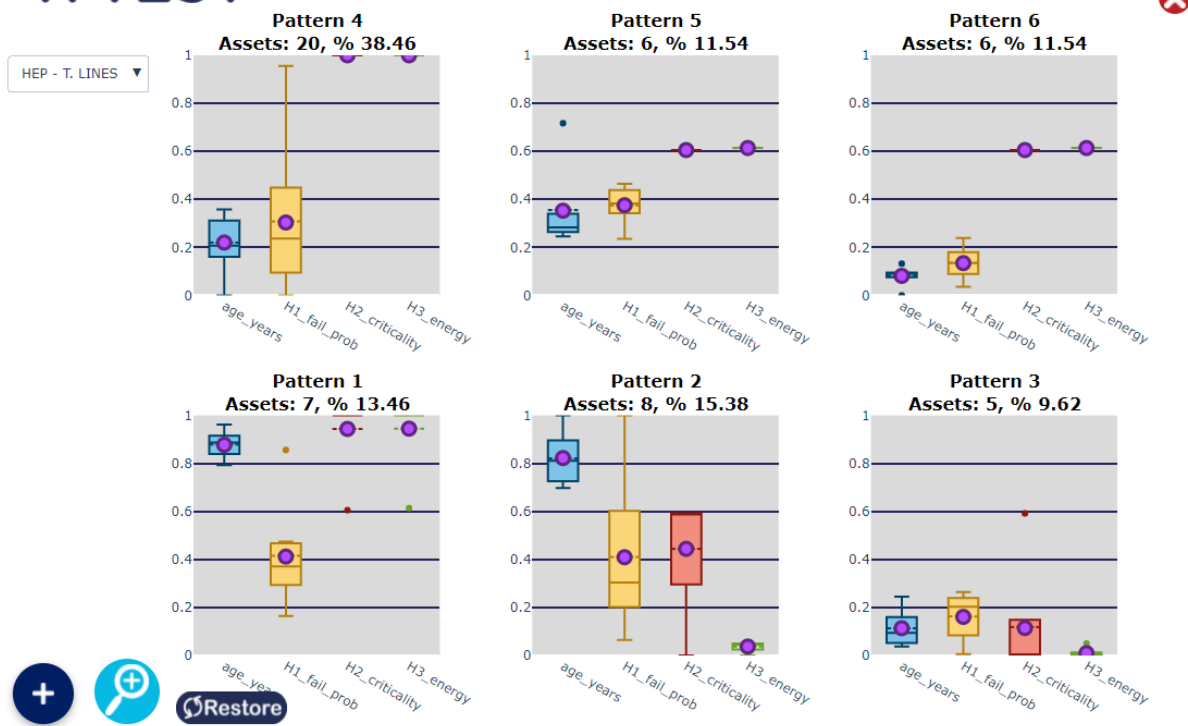 HEP - T. LINES ▼
Pattern 4
Assets: 20, % 38.46
1
0.8
0.6
0.4
0.2
0
age_years
H1_fail_prob
H2_criticality
H3_energy
Pattern 5
Assets: 6, % 11.54
1
0.8
0.6
0.4
0.2
0
age_years
H1_fail_prob
H2_criticality
H3_energy
Pattern 6
Assets: 6, % 11.54
1
0.8
0.6
0.4
0.2
0
age_years
H1_fail_prob
H2_criticality
H3_energy
Pattern 1
Assets: 7, % 13.46
1
0.8
0.6
0.4
0.2
0
age_years
H1_fail_prob
H2_criticality
H3_energy
Pattern 2
Assets: 8, % 15.38
1
0.8
0.6
0.4
0.2
0
age_years
H1_fail_prob
H2_criticality
H3_energy
Pattern 3
Assets: 5, % 9.62
1
0.8
0.6
0.4
0.2
0
age_years
H1_fail_prob
H2_criticality
H3_energy
+
Restore